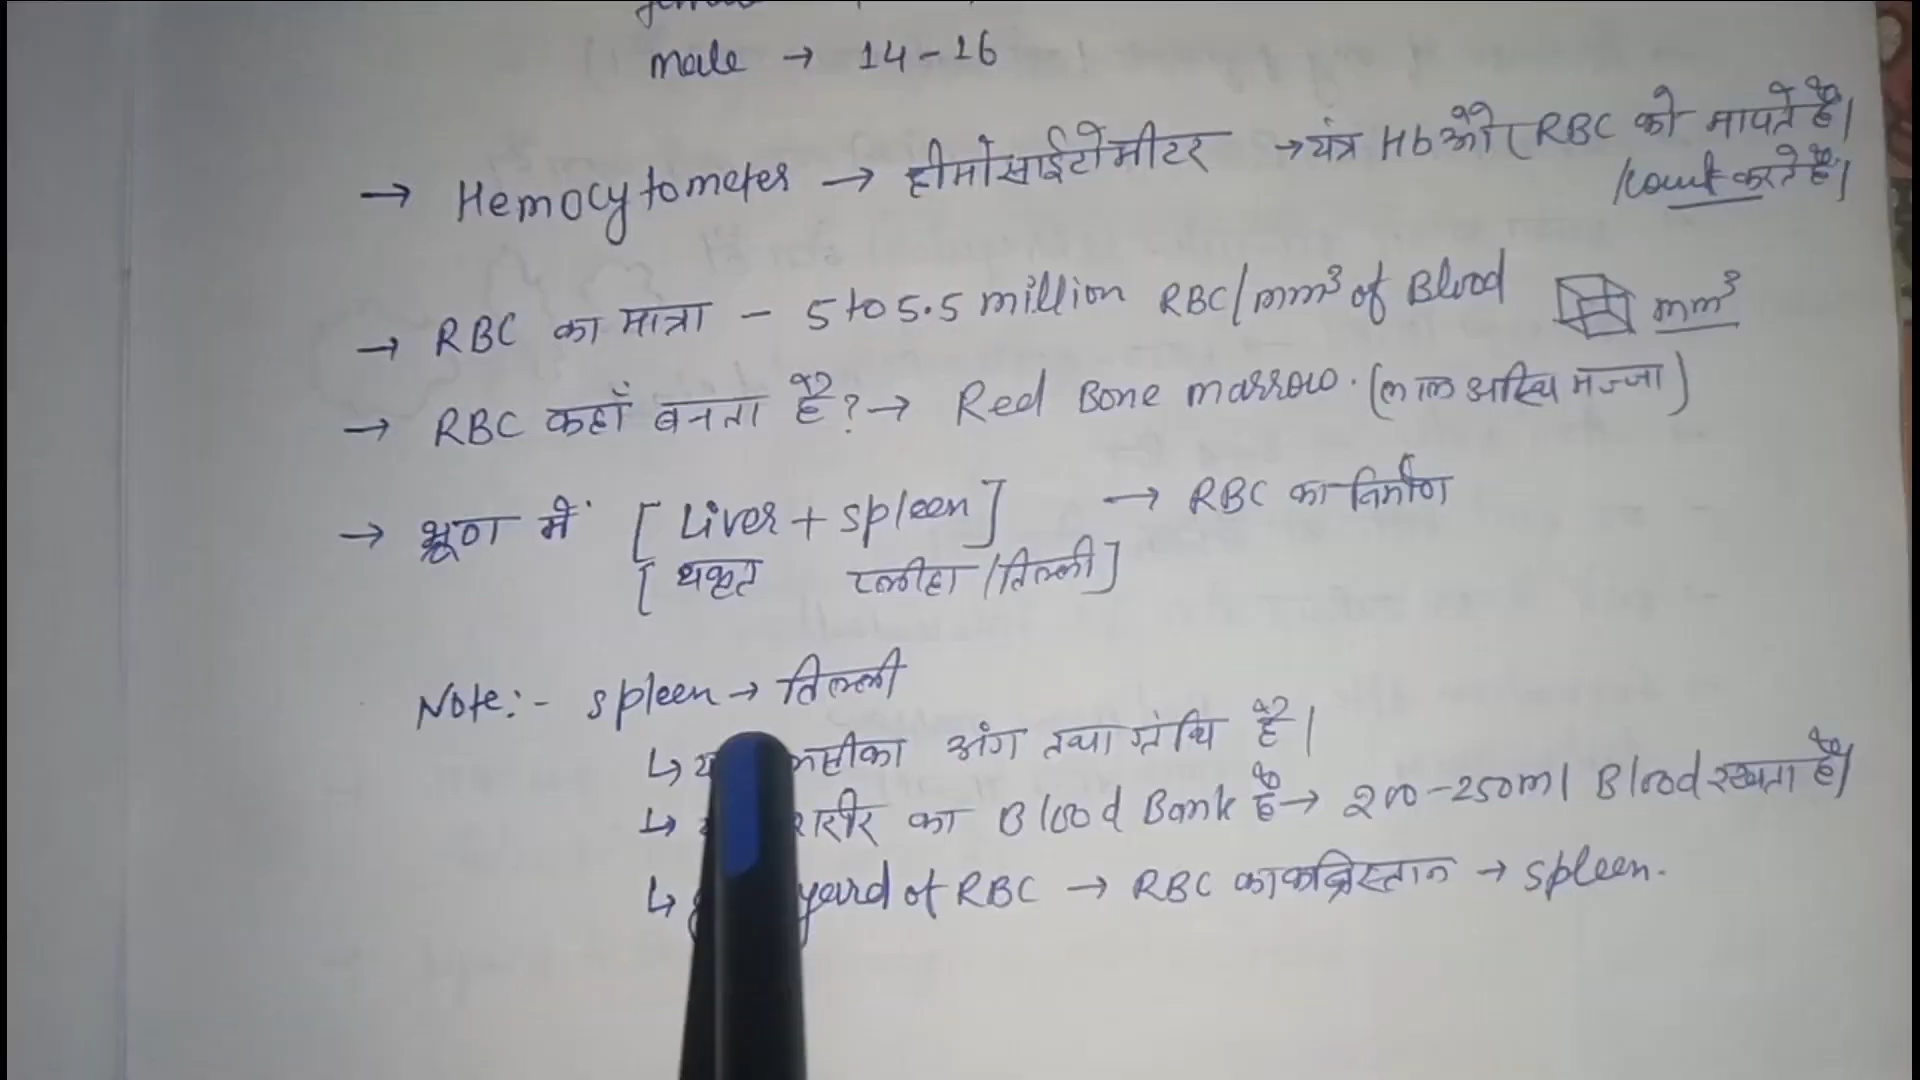 male → 14-16
→ Hemocytometer → हीमोसाईटोमीटर → यंत्र Hb और RBC को मापते हैं।
/count करते हैं।
→ RBC का मात्रा - 5 to 5.5 million RBC/mm³ of Blood mm³
→ RBC कहाँ बनता है? → Red Bone marrow. (लाल अस्थि मज्जा)
→ भ्रूण में [Liver + spleen] → RBC का निर्माण
[यकृत प्लीहा/तिल्ली]
Note:- spleen → तिल्ली
↳ अंग तथा ग्रंथि है।
↳ शरीर का Blood Bank है → 200-250ml Blood रखता है।
↳ yard of RBC → RBC का कब्रिस्तान → spleen.